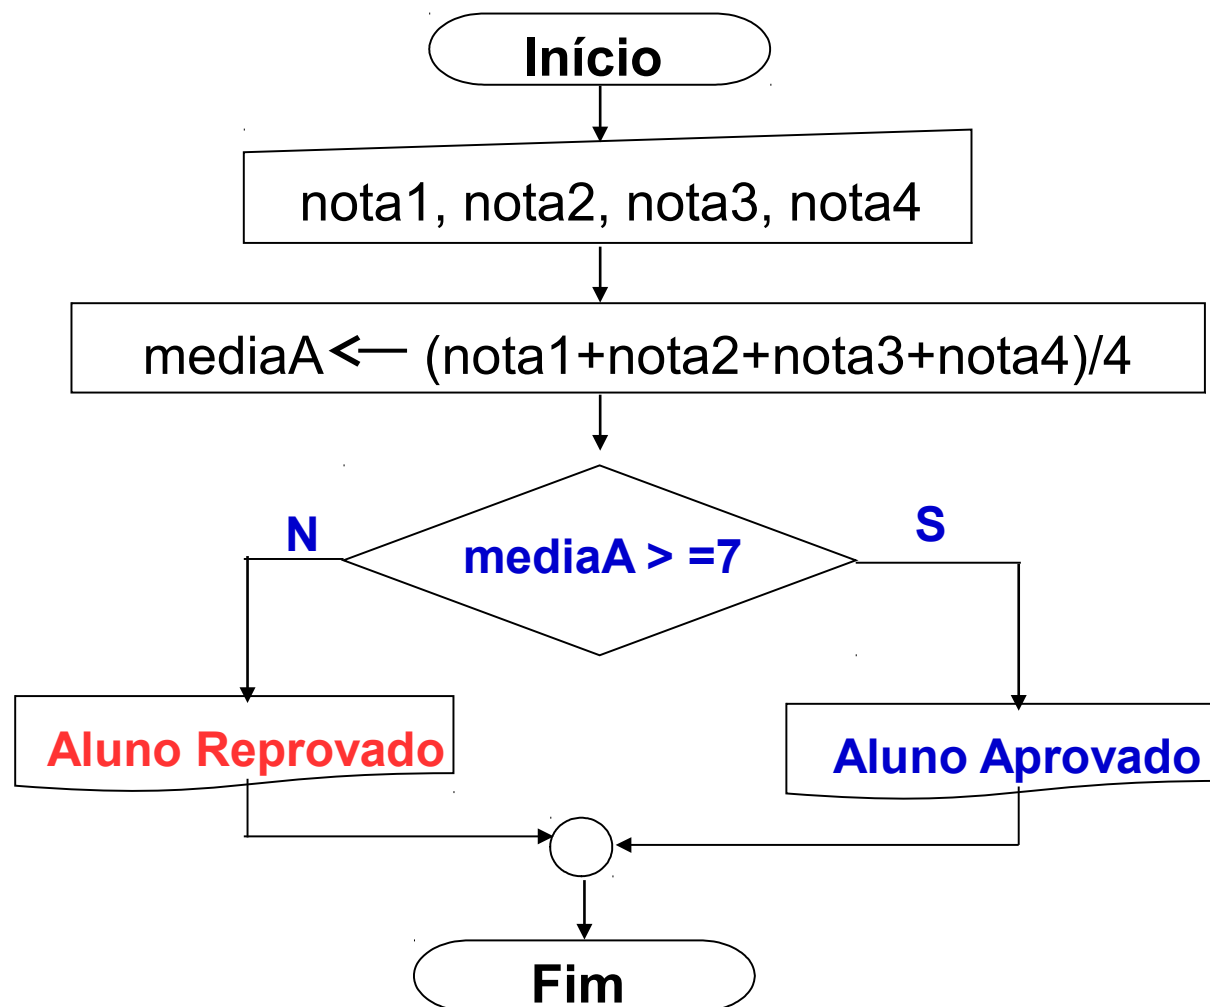 Início
nota1, nota2, nota3, nota4
mediaA <— (nota1+nota2+nota3+nota4)/4
N
S
mediaA > =7
Aluno Reprovado
Aluno Aprovado
Fim